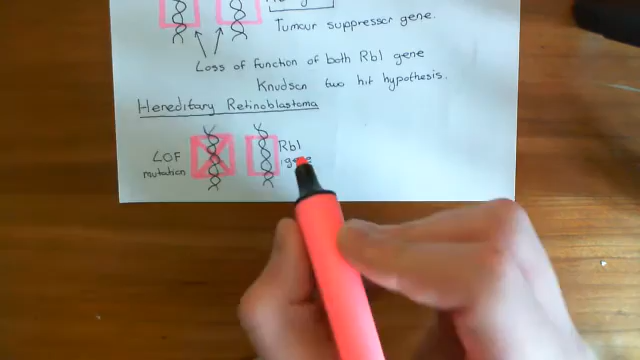 Tumour suppressor gene.
Loss of function of both Rb1 gene
Knudson two hit hypothesis.
Hereditary Retinoblastoma
LOF
mutation
Rb1
gene